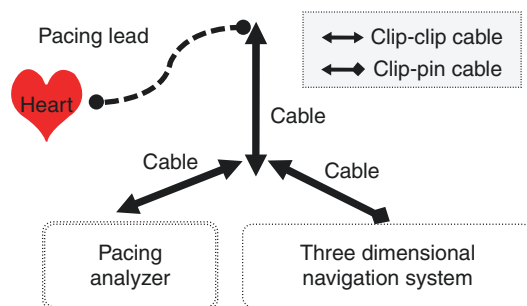 Pacing lead
Clip-clip cable
Clip-pin cable
Heart
Cable
Cable
Cable
Pacing
analyzer
Three dimensional
navigation system